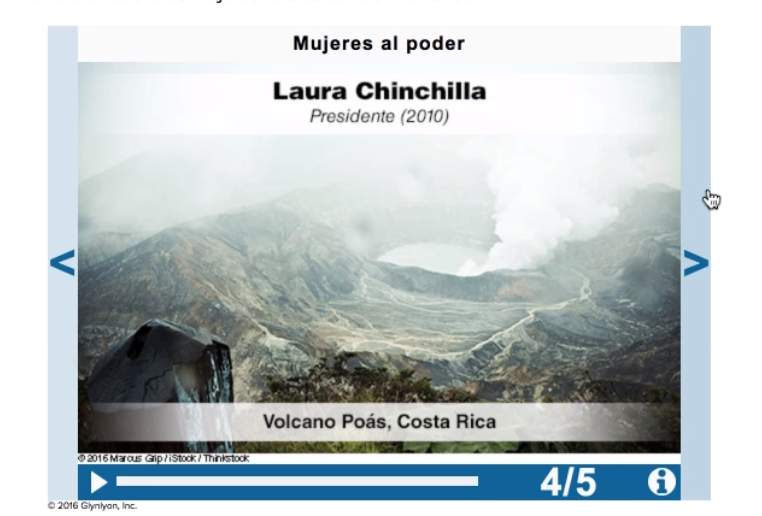 Mujeres al poder
Laura Chinchilla
Presidente (2010)
< >
Volcano Poás, Costa Rica
© 2016 Marcus Gilp / iStock / Thinkstock
4/5 i
© 2016 Glynlyon, Inc.